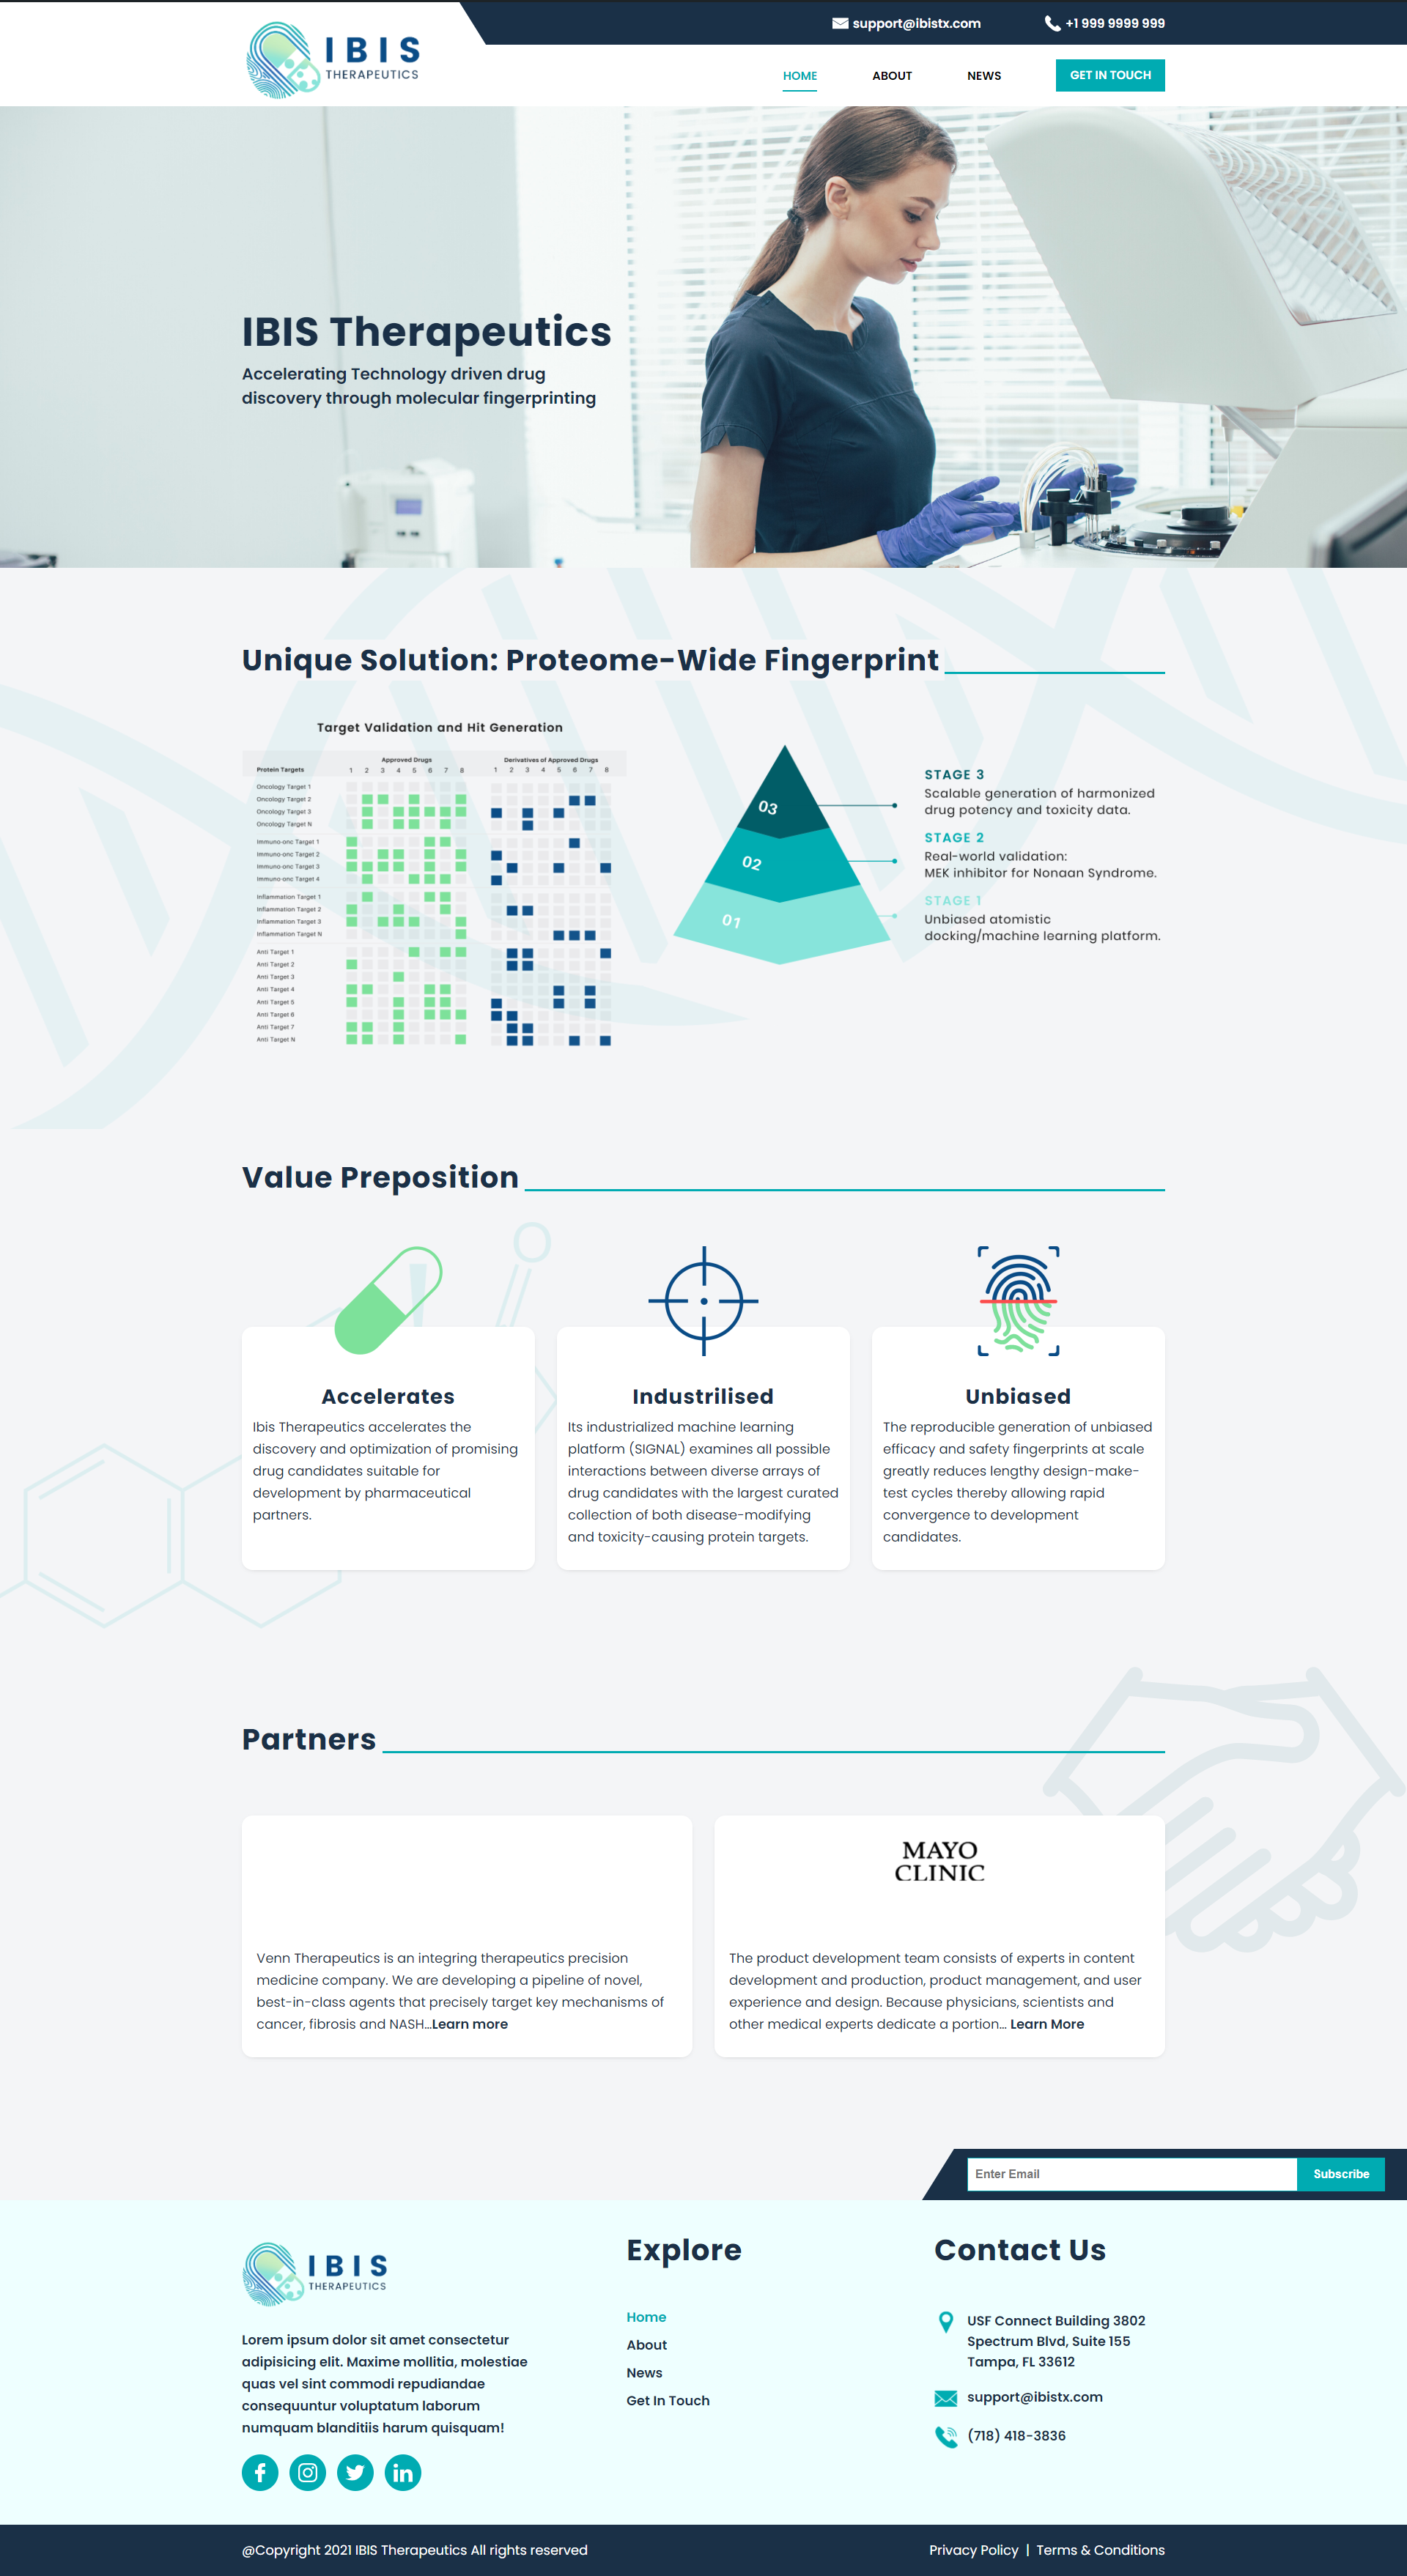 support@ibistx.com
+1 999 9999 999
IBIS
THERAPEUTICS
HOME
ABOUT
NEWS
GET IN TOUCH
IBIS Therapeutics
Accelerating Technology driven drug
discovery through molecular fingerprinting
Unique Solution: Proteome-Wide Fingerprint
Target Validation and Hit Generation
Approved Drugs
Derivatives of Approved Drugs
Protein Targets
1 2 3 4 5 6 7 8
1 2 3 4 5 6 7 8
Oncology Target 1
Oncology Target 2
Oncology Target 3
Oncology Target N
Immuno-onc Target 1
Immuno-onc Target 2
Immuno-onc Target 3
Immuno-onc Target 4
Inflammation Target 1
Inflammation Target 2
Inflammation Target 3
Inflammation Target N
Anti Target 1
Anti Target 2
Anti Target 3
Anti Target 4
Anti Target 5
Anti Target 6
Anti Target 7
Anti Target N
03
02
01
STAGE 3
Scalable generation of harmonized
drug potency and toxicity data.
STAGE 2
Real-world validation:
MEK inhibitor for Nonaan Syndrome.
STAGE 1
Unbiased atomistic
docking/machine learning platform.
Value Preposition
O
Accelerates
Ibis Therapeutics accelerates the
discovery and optimization of promising
drug candidates suitable for
development by pharmaceutical
partners.
Industrilised
Its industrialized machine learning
platform (SIGNAL) examines all possible
interactions between diverse arrays of
drug candidates with the largest curated
collection of both disease-modifying
and toxicity-causing protein targets.
Unbiased
The reproducible generation of unbiased
efficacy and safety fingerprints at scale
greatly reduces lengthy design-make-
test cycles thereby allowing rapid
convergence to development
candidates.
Partners
Venn Therapeutics is an integring therapeutics precision
medicine company. We are developing a pipeline of novel,
best-in-class agents that precisely target key mechanisms of
cancer, fibrosis and NASH...Learn more
MAYO
CLINIC
The product development team consists of experts in content
development and production, product management, and user
experience and design. Because physicians, scientists and
other medical experts dedicate a portion... Learn More
Enter Email
Subscribe
IBIS
THERAPEUTICS
Lorem ipsum dolor sit amet consectetur
adipisicing elit. Maxime mollitia, molestiae
quas vel sint commodi repudiandae
consequuntur voluptatum laborum
numquam blanditiis harum quisquam!
Explore
Home
About
News
Get In Touch
Contact Us
USF Connect Building 3802
Spectrum Blvd, Suite 155
Tampa, FL 33612
support@ibistx.com
(718) 418-3836
@Copyright 2021 IBIS Therapeutics All rights reserved
Privacy Policy | Terms & Conditions